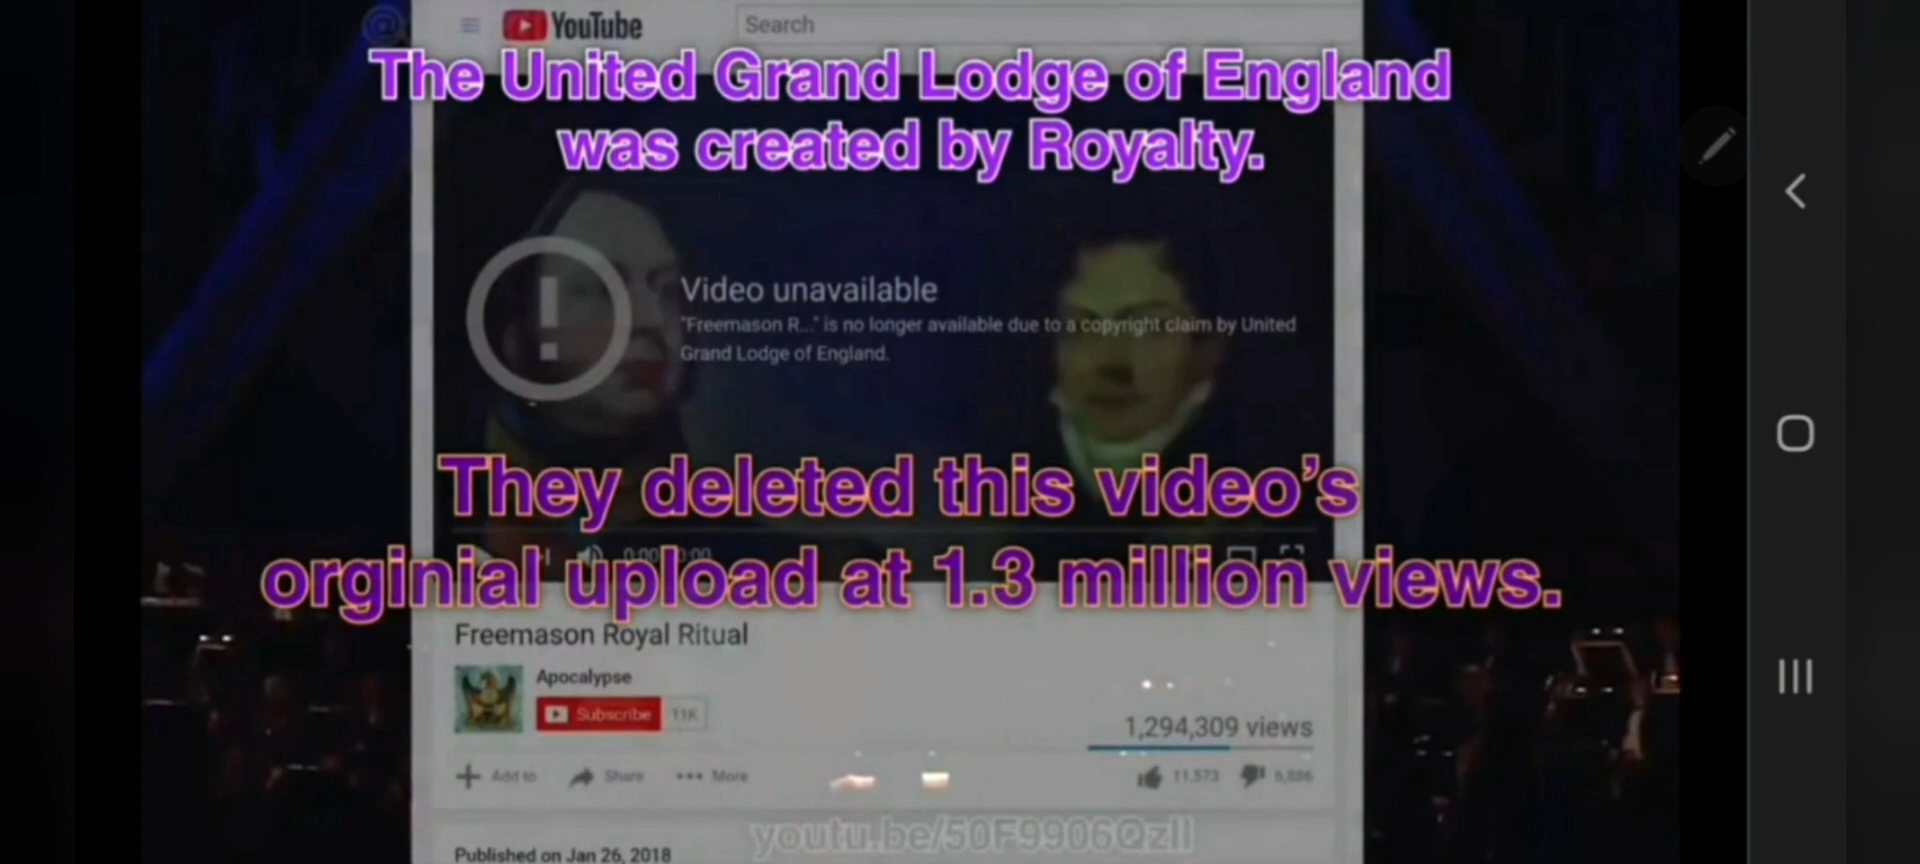 YouTube
Search
The United Grand Lodge of England
was created by Royalty.
Video unavailable
"Freemason R..." is no longer available due to a copyright claim by United
Grand Lodge of England.
They deleted this video's
orginial upload at 1.3 million views.
Freemason Royal Ritual
Apocalypse
Subscribe 11K
1,294,309 views
Add to Share More
11,573
youtu.be/50F9906QzlI
Published on Jan 26, 2018